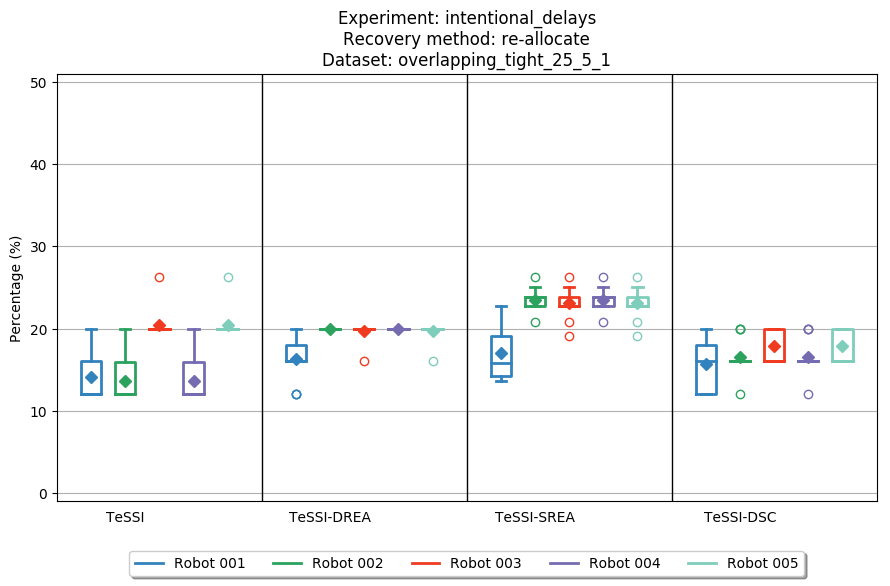 Experiment: intentional_delays
Recovery method: re-allocate
Dataset: overlapping_tight_25_5_1
Percentage (%)
50
40
30
20
10
0
TeSSI TeSSI-DREA TeSSI-SREA TeSSI-DSC
Robot 001 Robot 002 Robot 003 Robot 004 Robot 005